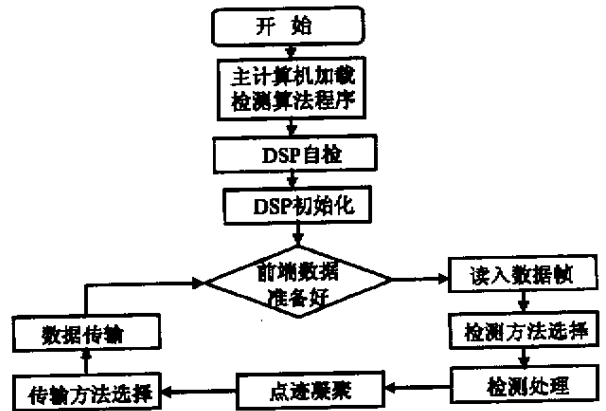 开 始
主计算机加载
检测算法程序
DSP自检
DSP初始化
前端数据
准备好
读入数据帧
检测方法选择
检测处理
点迹凝聚
传输方法选择
数据传输